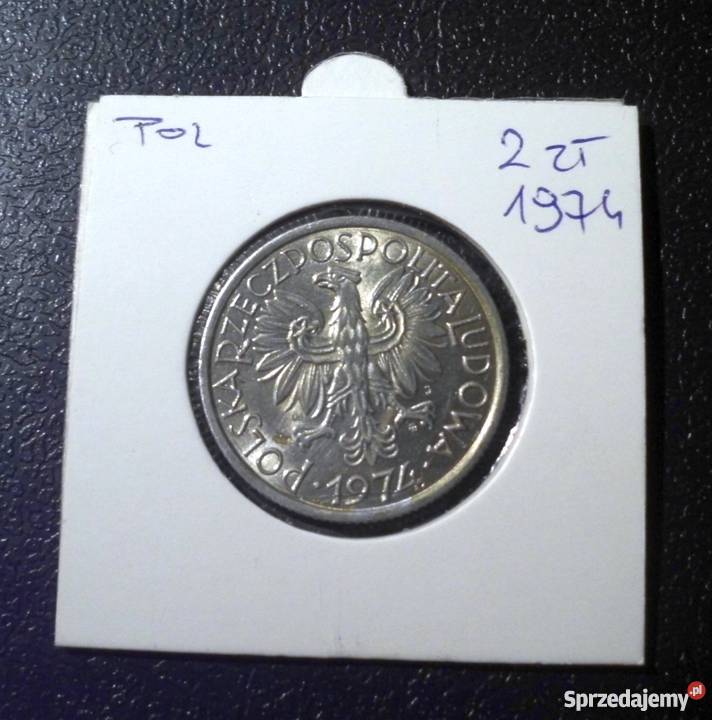 POL
2 zł
1974
POLSKA RZECZPOSPOLITA LUDOWA
· 1974 ·
Sprzedajemy.pl